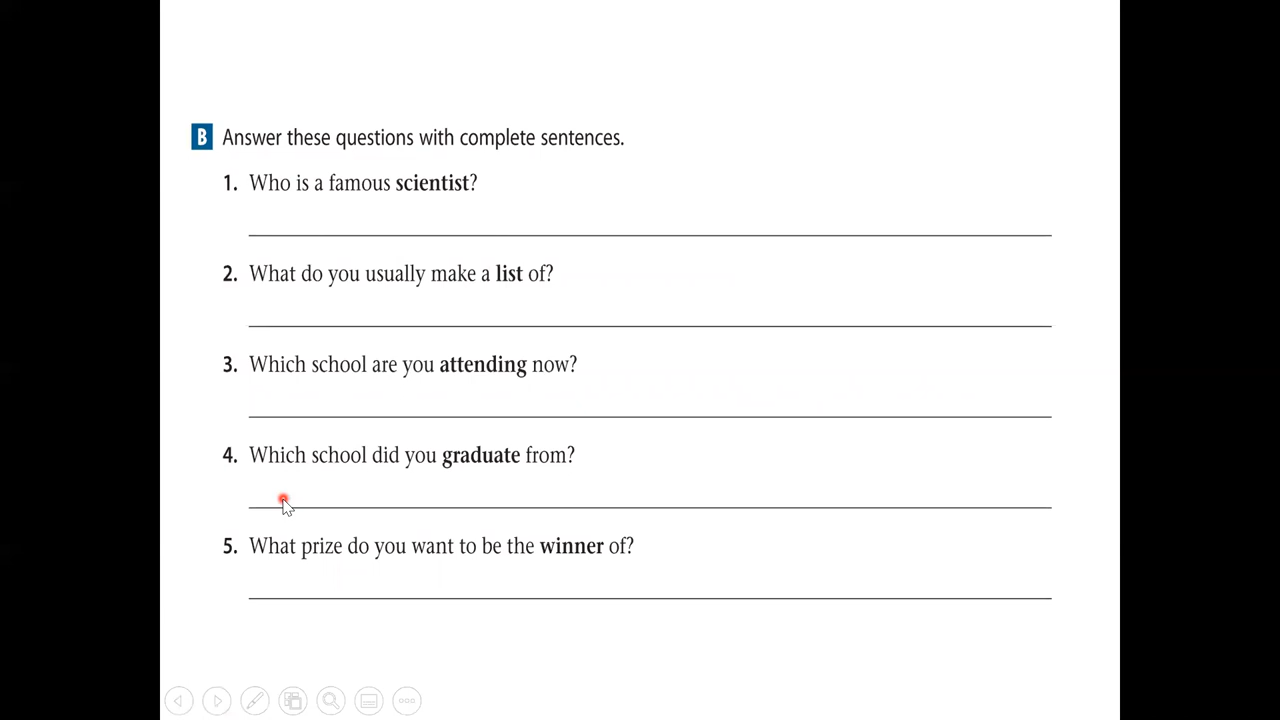 B Answer these questions with complete sentences.
1. Who is a famous scientist?
2. What do you usually make a list of?
3. Which school are you attending now?
4. Which school did you graduate from?
5. What prize do you want to be the winner of?